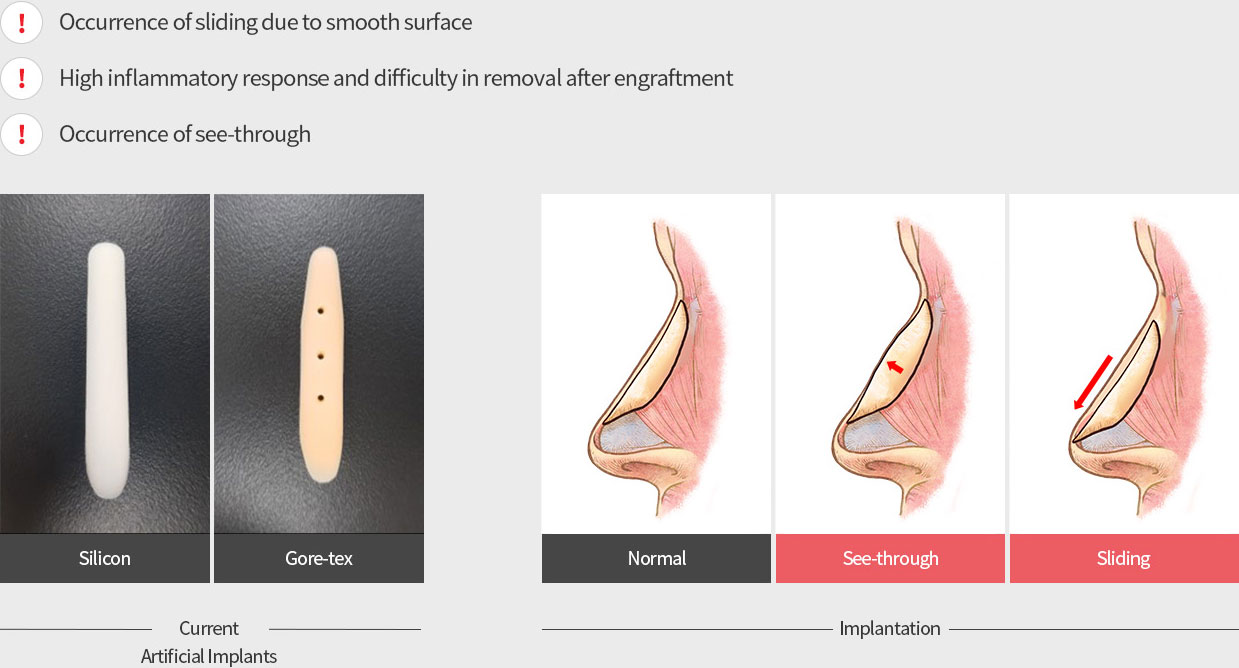 Occurrence of sliding due to smooth surface
High inflammatory response and difficulty in removal after engraftment
Occurrence of see-through
Silicon
Gore-tex
Normal
See-through
Sliding
Current
Artificial Implants
Implantation